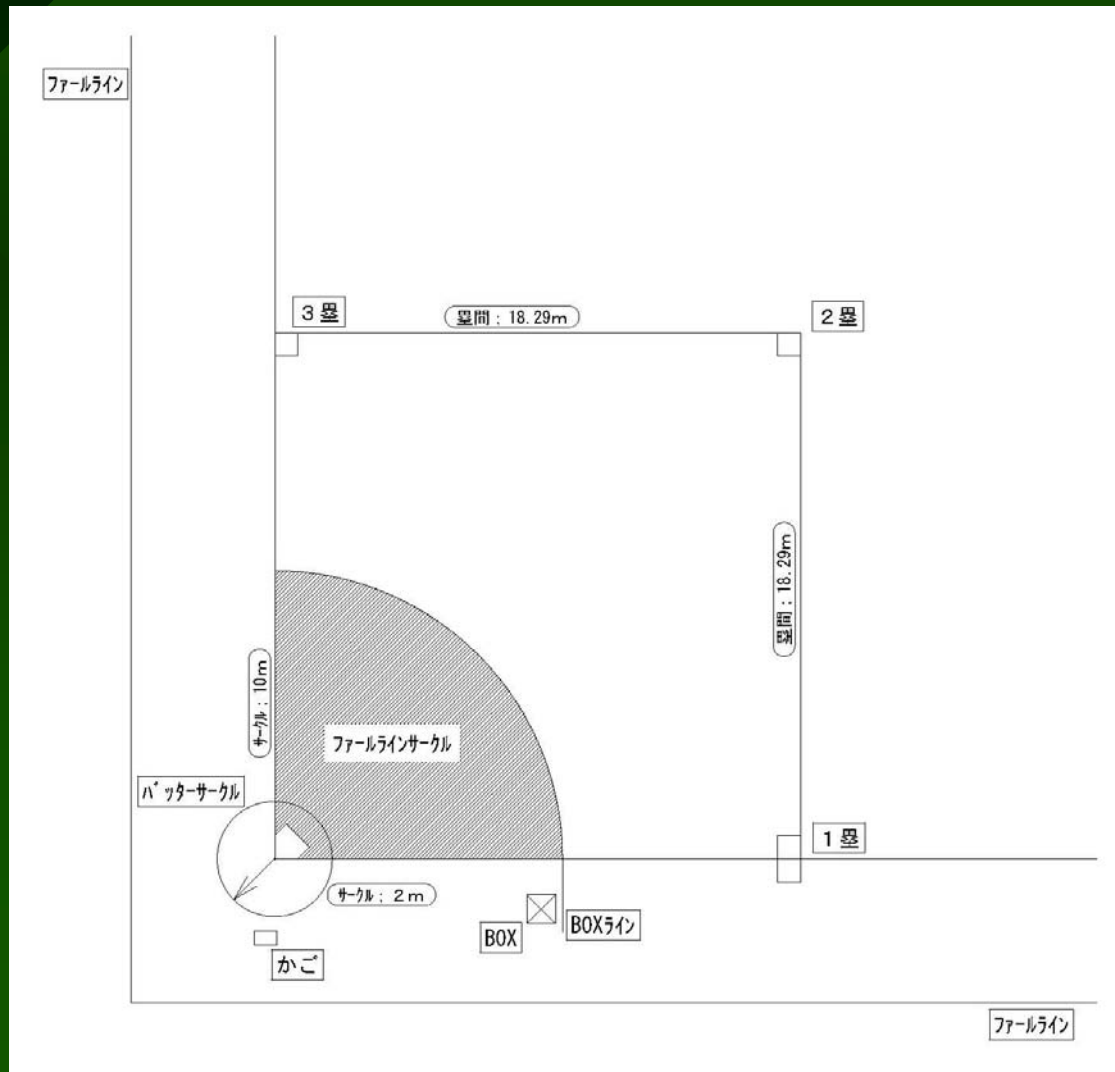 ファールライン
3塁
塁間:18.29m
2塁
塁間:18.29m
サークル:10m
ファールラインサークル
バッターサークル
1塁
サークル:2m
BOX
BOXライン
かご
ファールライン